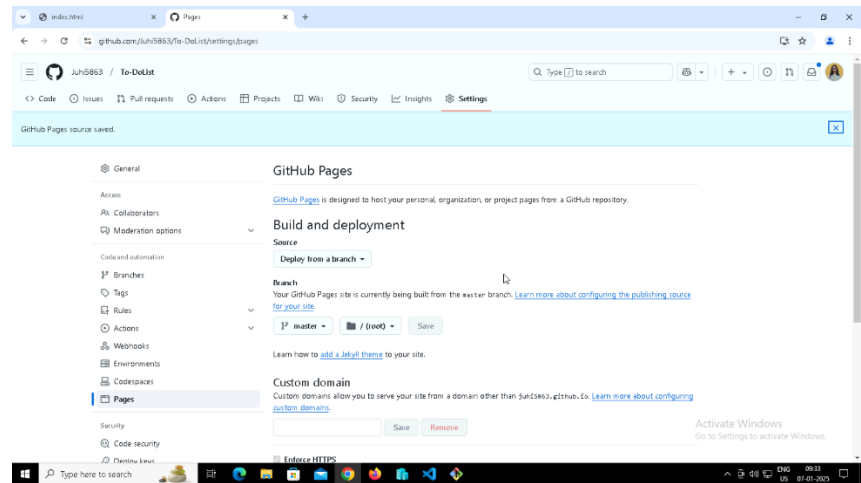 index.html
Pages
github.com/Juhi5863/To-DoList/settings/pages
Juhi5863 / To-DoList
Type / to search
Code Issues Pull requests Actions Projects Wiki Security Insights Settings
GitHub Pages source saved.
General
Access
Collaborators
Moderation options
Code and automation
Branches
Tags
Rules
Actions
Webhooks
Environments
Codespaces
Pages
Security
Code security
Deploy keys
GitHub Pages
GitHub Pages is designed to host your personal, organization, or project pages from a GitHub repository.
Build and deployment
Source
Deploy from a branch
Branch
Your GitHub Pages site is currently being built from the master branch. Learn more about configuring the publishing source
for your site.
master / (root) Save
Learn how to add a Jekyll theme to your site.
Custom domain
Custom domains allow you to serve your site from a domain other than juhi5863.github.io. Learn more about configuring
custom domains.
Save Remove
Enforce HTTPS
Activate Windows
Go to Settings to activate Windows.
Type here to search
ENG 09:33
US 07-01-2025